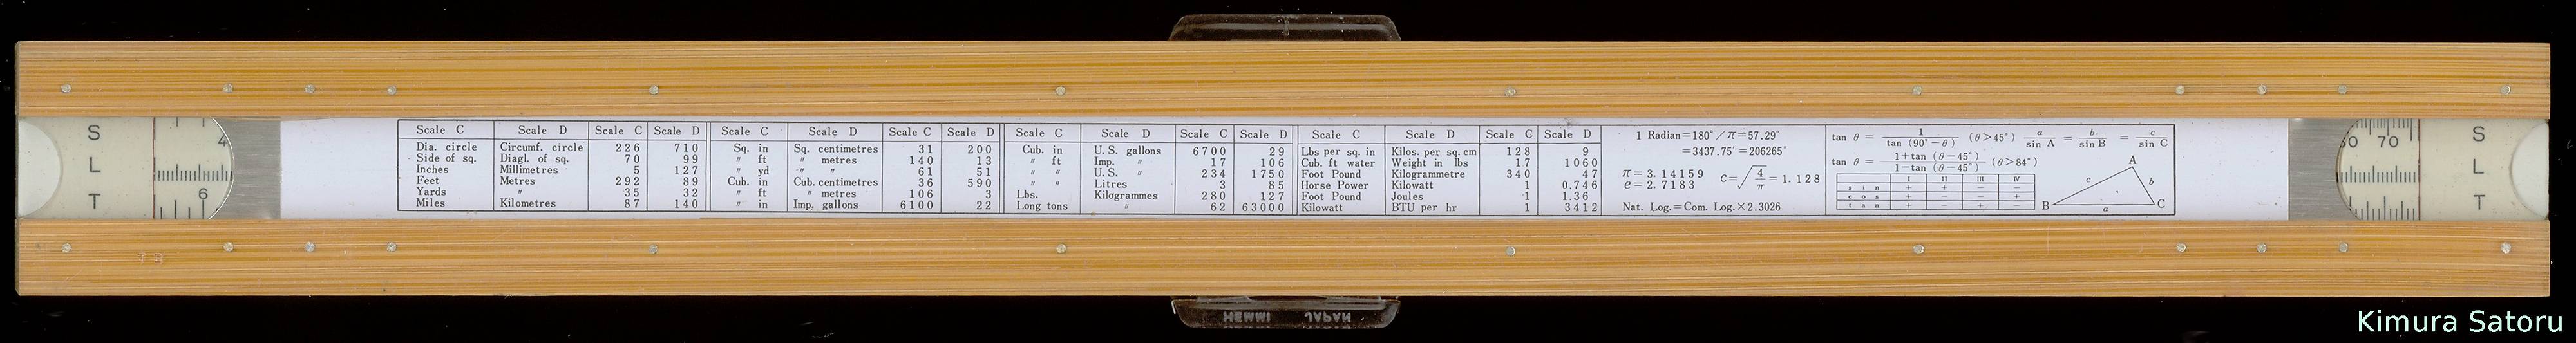 S
L
T
4
6
Scale C Scale D Scale C Scale D
Dia. circle Circumf. circle 226 710
Side of sq. Diagl. of sq. 70 99
Inches Millimetres 5 127
Feet Metres 292 89
Yards 〃 35 32
Miles Kilometres 87 140
Scale C Scale D Scale C Scale D
Sq. in Sq. centimetres 31 200
〃 ft 〃 metres 140 13
〃 yd 〃 〃 61 51
Cub. in Cub. centimetres 36 590
〃 ft 〃 metres 106 3
〃 in Imp. gallons 6100 22
Scale C Scale D Scale C Scale D
Cub. in U.S. gallons 6700 29
〃 ft Imp. 〃 17 106
〃 〃 U.S. 〃 234 1750
〃 〃 Litres 3 85
Lbs. Kilogrammes 280 127
Long tons 〃 62 63000
Scale C Scale D Scale C Scale D
Lbs per sq. in Kilos. per sq. cm 128 9
Cub. ft water Weight in lbs 17 1060
Foot Pound Kilogrammetre 340 47
Horse Power Kilowatt 1 0.746
Foot Pound Joules 1 1.36
Kilowatt BTU per hr 1 3412
1 Radian=180°/π=57.29°
=3437.75′=206265″
π=3.14159 C=√4/π=1.128
e=2.7183
Nat. Log.=Com. Log.×2.3026
tan θ = 1/tan (90°−θ) (θ>45°) a/sin A = b/sin B = c/sin C
tan θ = 1+tan (θ−45°)/1−tan (θ−45°) (θ>84°)
I II III IV
sin + + − −
cos + − − +
tan + − + −
A
c b
B a C
70
S
L
T
HEMMI JAPAN
Kimura Satoru